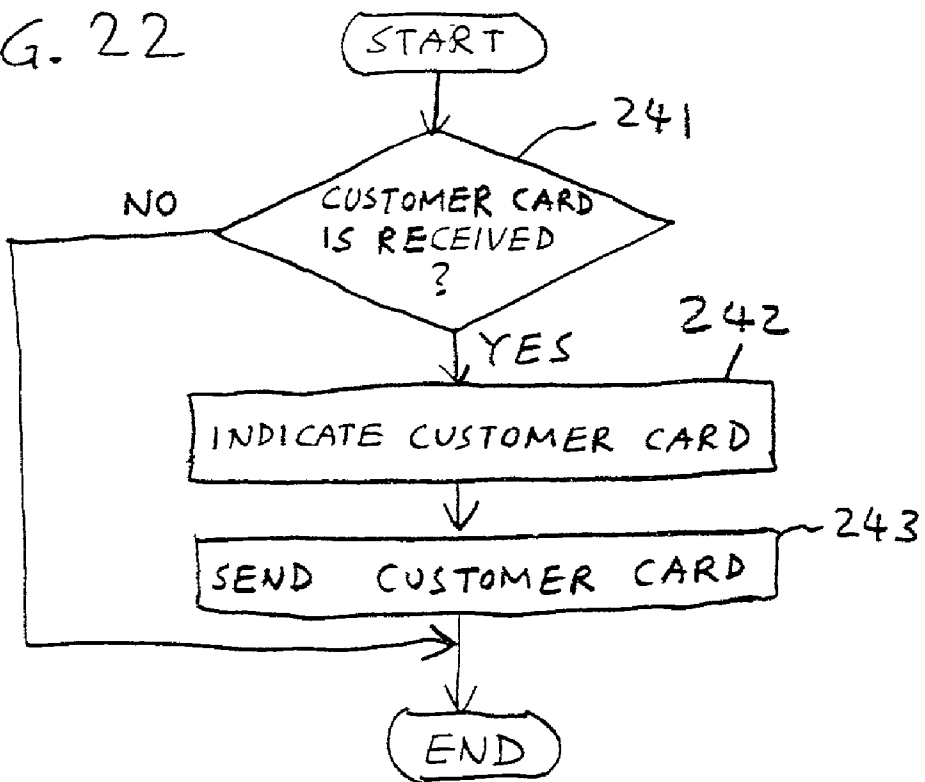 G. 22
START
241
CUSTOMER CARD
IS RECEIVED
?
NO
YES
242
INDICATE CUSTOMER CARD
243
SEND CUSTOMER CARD
END